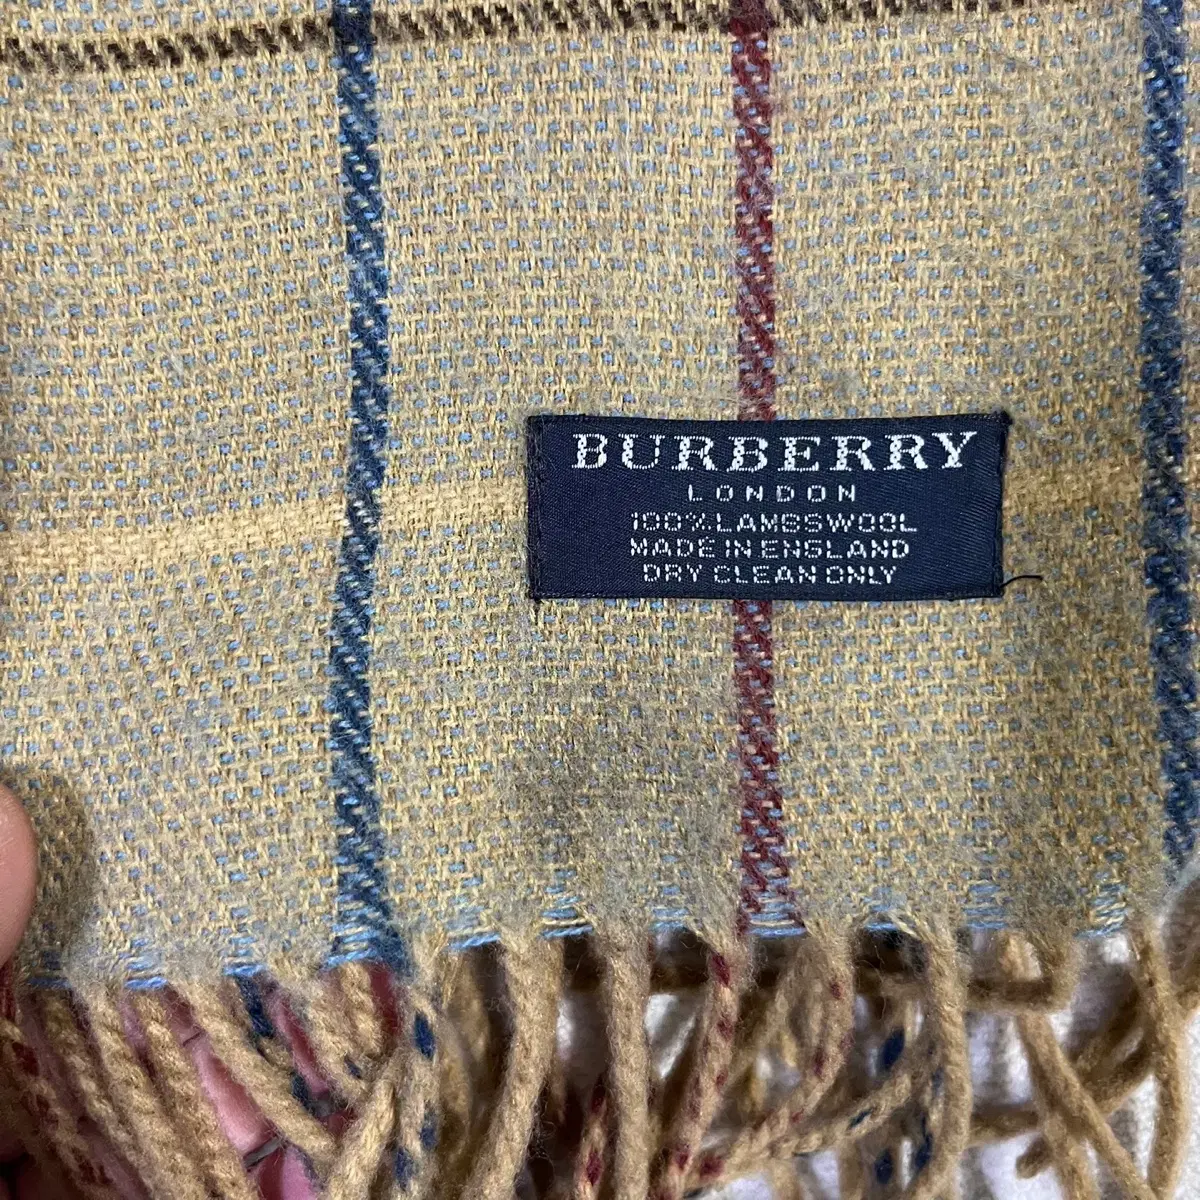 BURBERRY
LONDON
100% LAMBSWOOL
MADE IN ENGLAND
DRY CLEAN ONLY